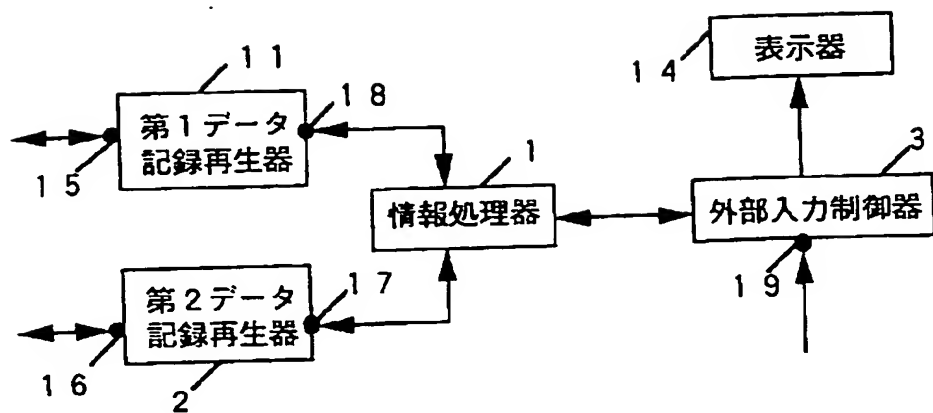 11
第1データ
記録再生器
18
15
1
情報処理器
14
表示器
3
外部入力制御器
19
第2データ
記録再生器
17
16
2